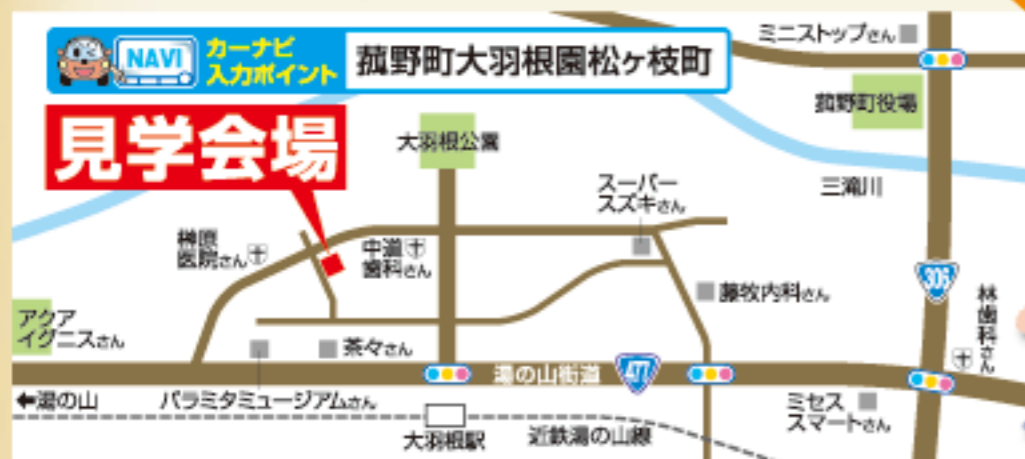 ミニストップさん
NAVI
カーナビ
入力ポイント
菰野町大羽根園松ヶ枝町
菰野町役場
見学会場
大羽根公園
三滝川
スーパー
スズキさん
榊原
医院さん
中道
歯科さん
306
藤牧内科さん
林歯科さん
アクア
イグニスさん
茶々さん
湯の山街道
477
←湯の山
パラミタミュージアムさん
ミセス
スマートさん
大羽根駅
近鉄湯の山線